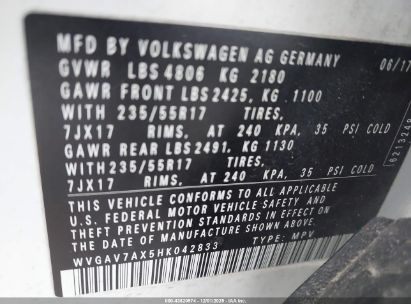 MFD BY VOLKSWAGEN AG GERMANY
06/17
GVWR LBS 4806 KG 2180
GAWR FRONT LBS 2425, KG 1100
WITH 235/55R17 TIRES,
7JX17 RIMS, AT 240 KPA, 35 PSI COLD
GAWR REAR LBS 2491, KG 1130
WITH 235/55R17 TIRES,
7JX17 RIMS, AT 240 KPA, 35 PSI COLD
THIS VEHICLE CONFORMS TO ALL APPLICABLE
U.S. FEDERAL MOTOR VEHICLE SAFETY AND
THEFT PREVENTION STANDARDS IN EFFECT ON
THE DATE OF MANUFACTURE SHOWN ABOVE.
WVGAV7AX5HK042833 TYPE: MPV